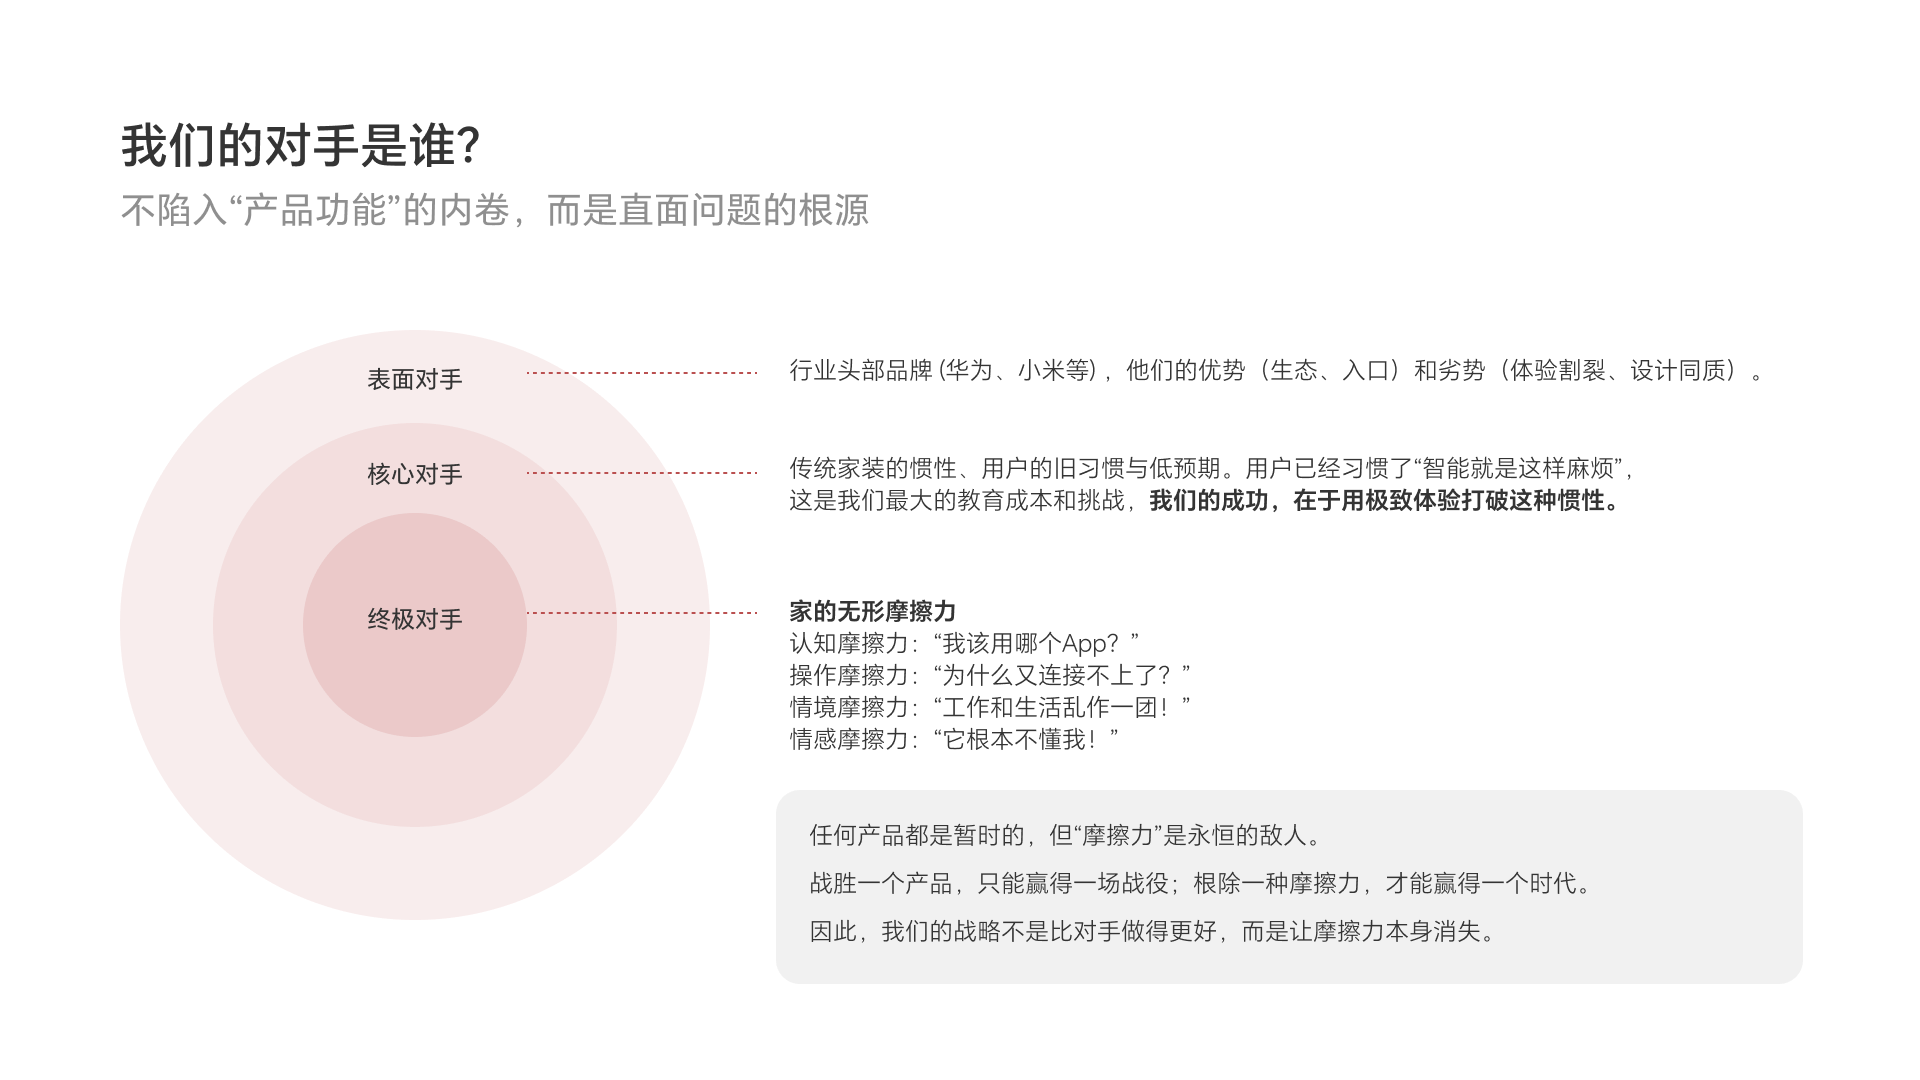 我们的对手是谁？
不陷入“产品功能”的内卷，而是直面问题的根源
表面对手
行业头部品牌 (华为、小米等) ，他们的优势（生态、入口）和劣势（体验割裂、设计同质）。
核心对手
传统家装的惯性、用户的旧习惯与低预期。用户已经习惯了“智能就是这样麻烦”，
这是我们最大的教育成本和挑战，我们的成功，在于用极致体验打破这种惯性。
终极对手
家的无形摩擦力
认知摩擦力：“我该用哪个App？”
操作摩擦力：“为什么又连接不上了？”
情境摩擦力：“工作和生活乱作一团！”
情感摩擦力：“它根本不懂我！”
任何产品都是暂时的，但“摩擦力”是永恒的敌人。
战胜一个产品，只能赢得一场战役；根除一种摩擦力，才能赢得一个时代。
因此，我们的战略不是比对手做得更好，而是让摩擦力本身消失。